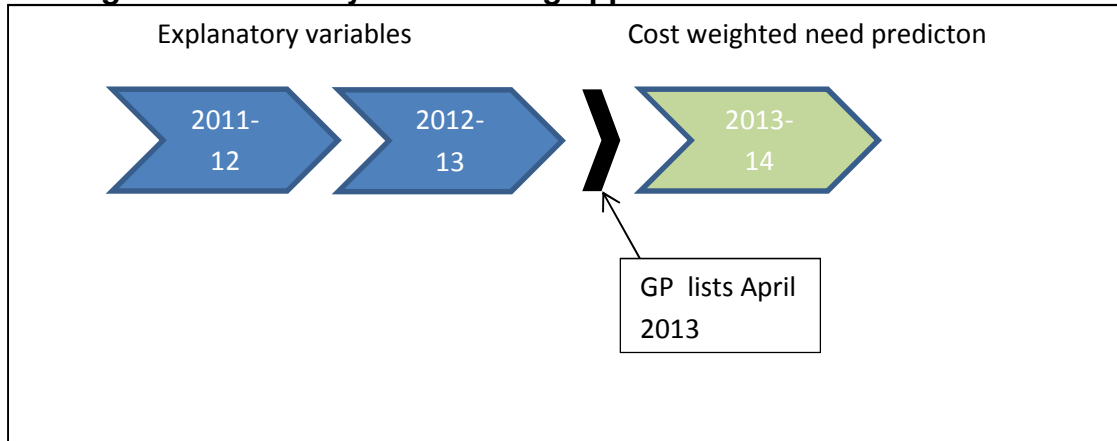 Explanatory variables
Cost weighted need predicton
2011-
12
2012-
13
2013-
14
GP lists April
2013